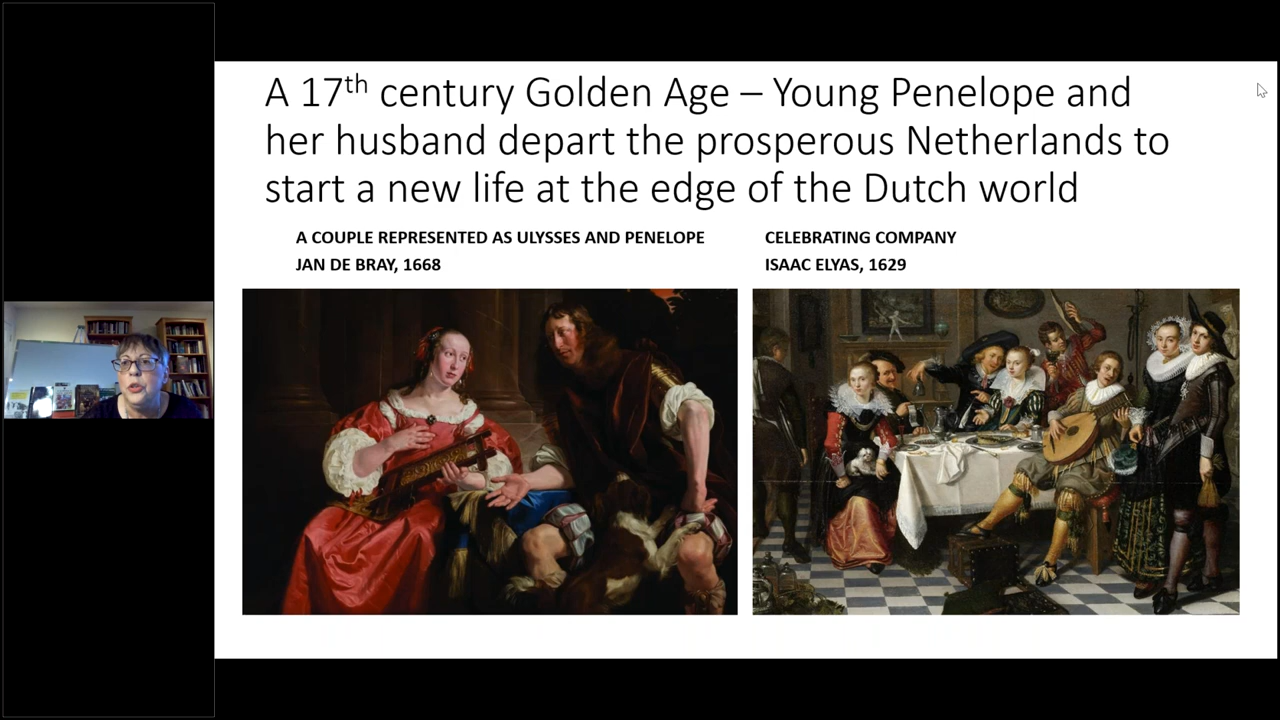 A 17th century Golden Age – Young Penelope and
her husband depart the prosperous Netherlands to
start a new life at the edge of the Dutch world
A COUPLE REPRESENTED AS ULYSSES AND PENELOPE
JAN DE BRAY, 1668
CELEBRATING COMPANY
ISAAC ELYAS, 1629